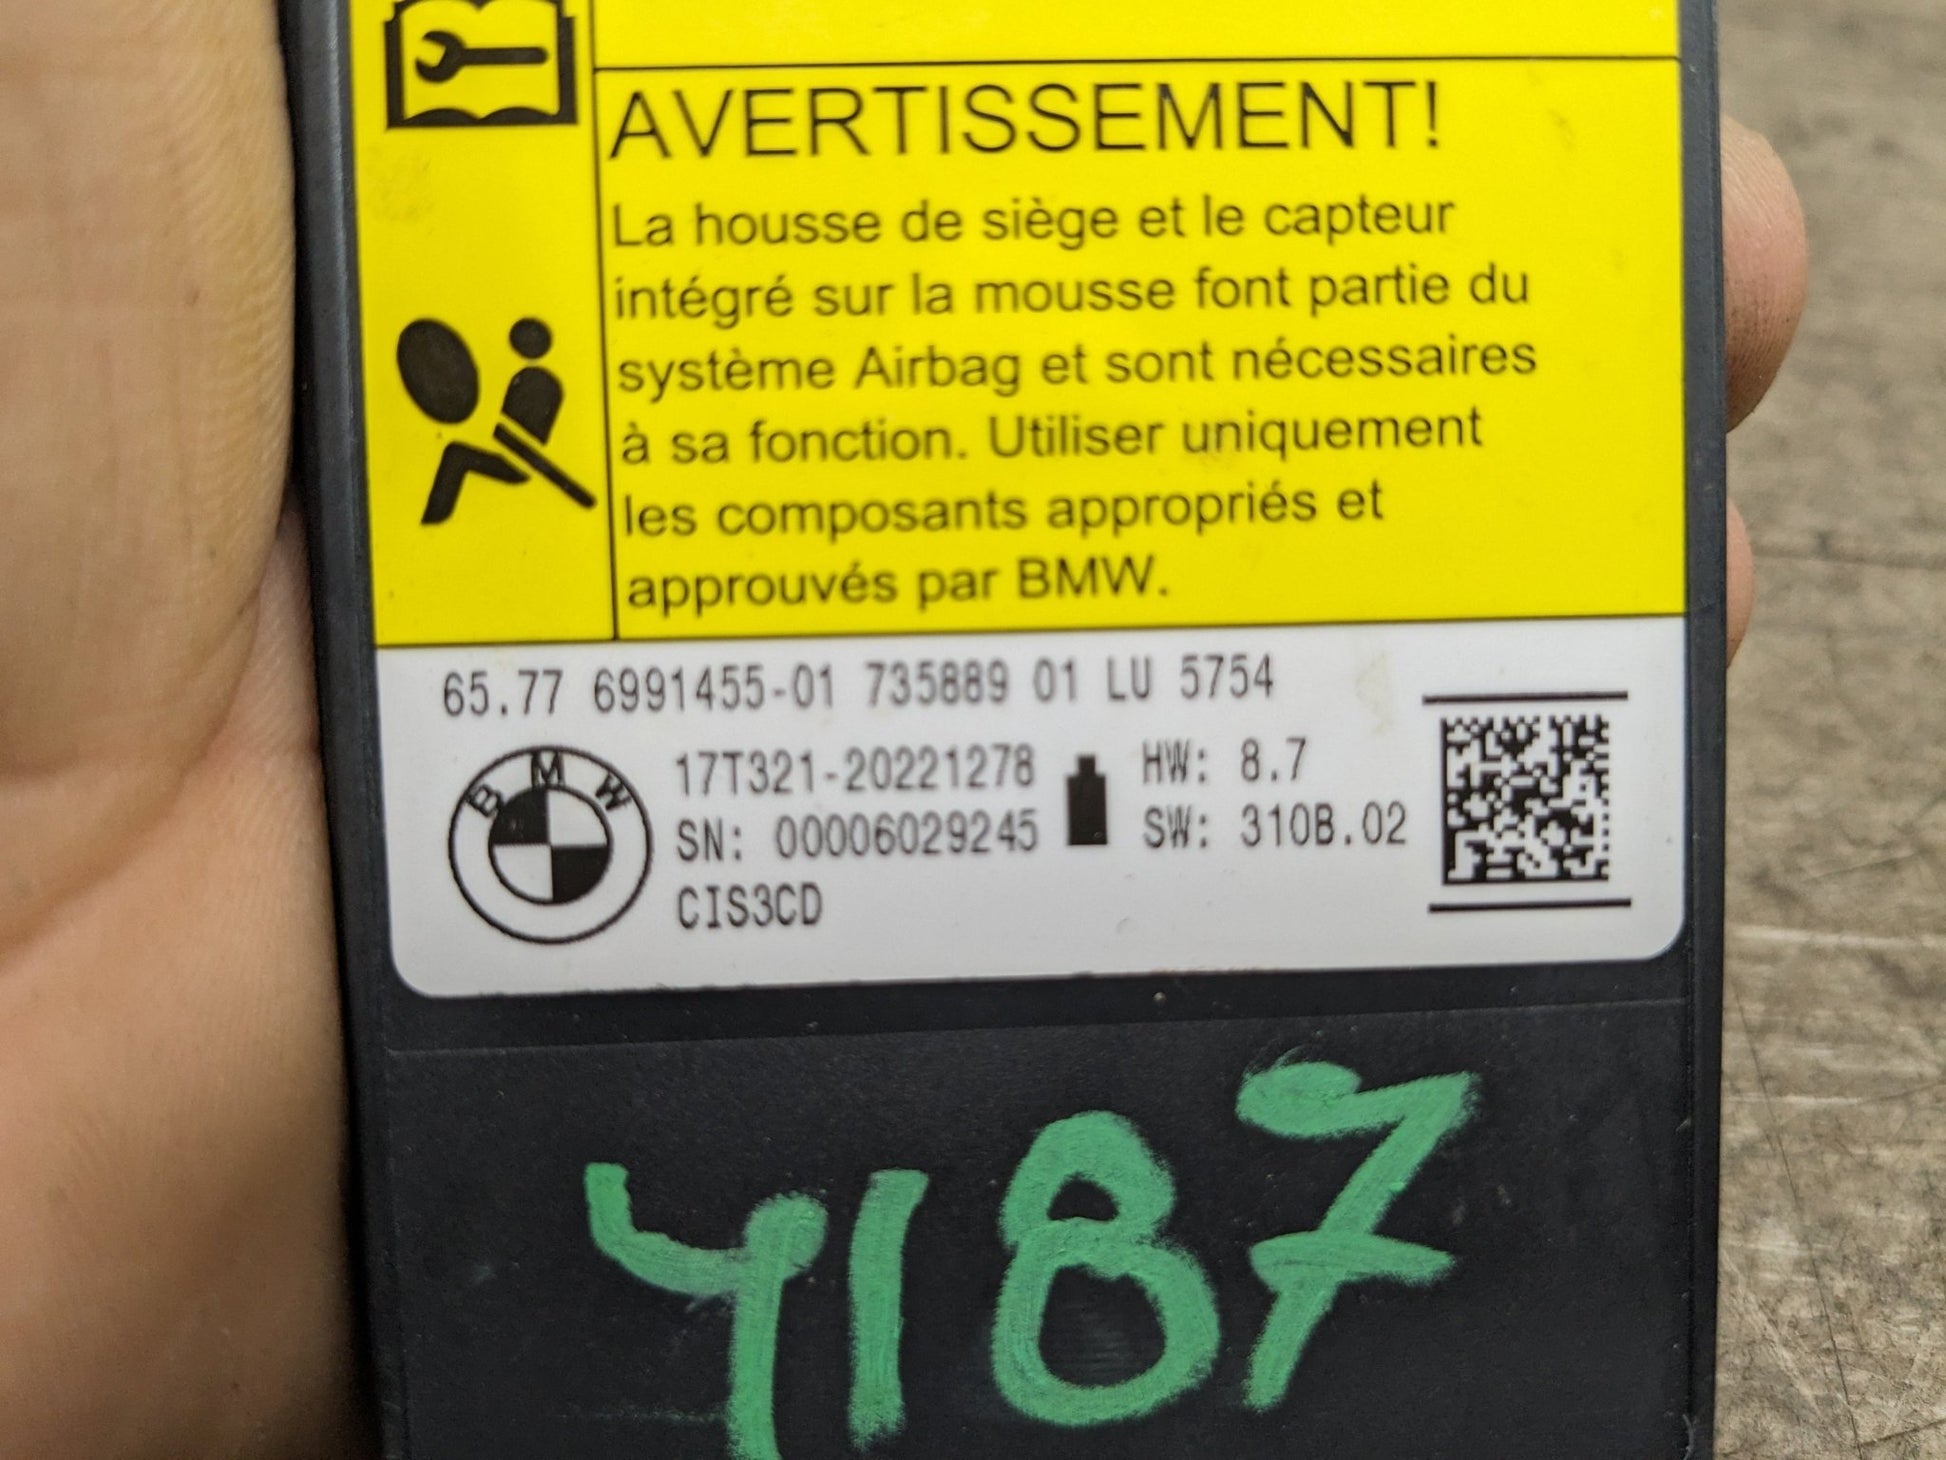 AVERTISSEMENT!
La housse de siège et le capteur
intégré sur la mousse font partie du
système Airbag et sont nécessaires
à sa fonction. Utiliser uniquement
les composants appropriés et
approuvés par BMW.
65.77 6991455-01 735889 01 LU 5754
BMW
17T321-20221278 HW: 8.7
SN: 00006029245 SW: 310B.02
CIS3CD
4187